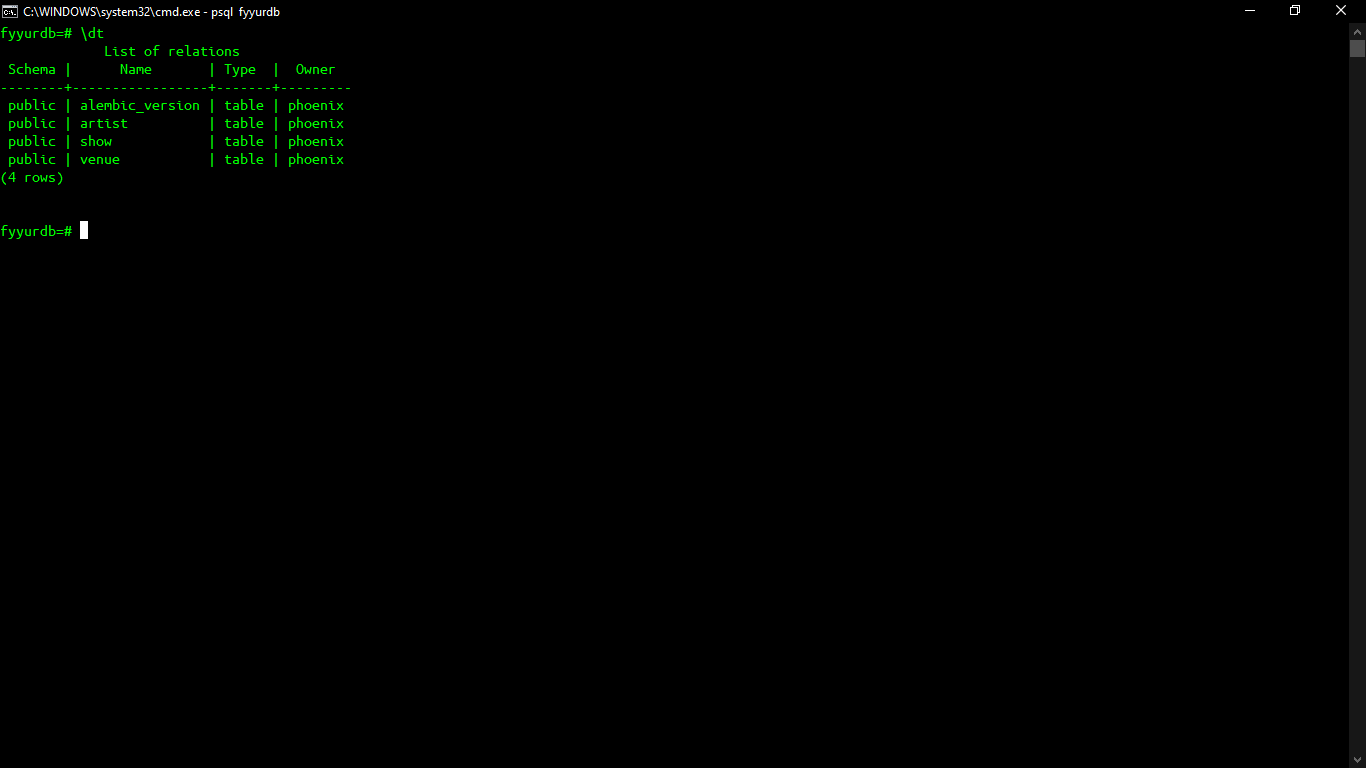 C:\WINDOWS\system32\cmd.exe - psql fyyurdb
fyyurdb=# \dt
             List of relations
 Schema |      Name       | Type  |  Owner
--------+-----------------+-------+---------
 public | alembic_version | table | phoenix
 public | artist          | table | phoenix
 public | show            | table | phoenix
 public | venue           | table | phoenix
(4 rows)
fyyurdb=#